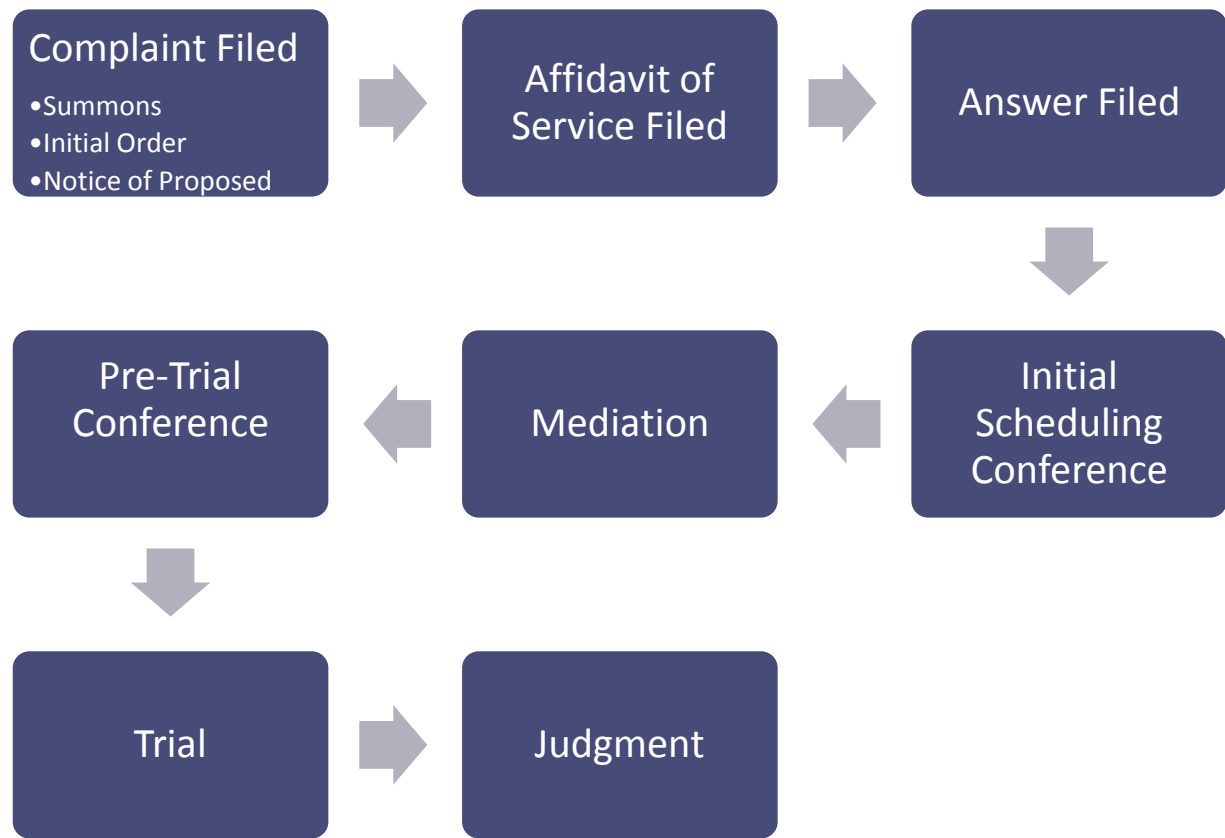 Complaint Filed
•Summons
•Initial Order
•Notice of Proposed
Affidavit of
Service Filed
Answer Filed
Initial
Scheduling
Conference
Mediation
Pre-Trial
Conference
Trial
Judgment